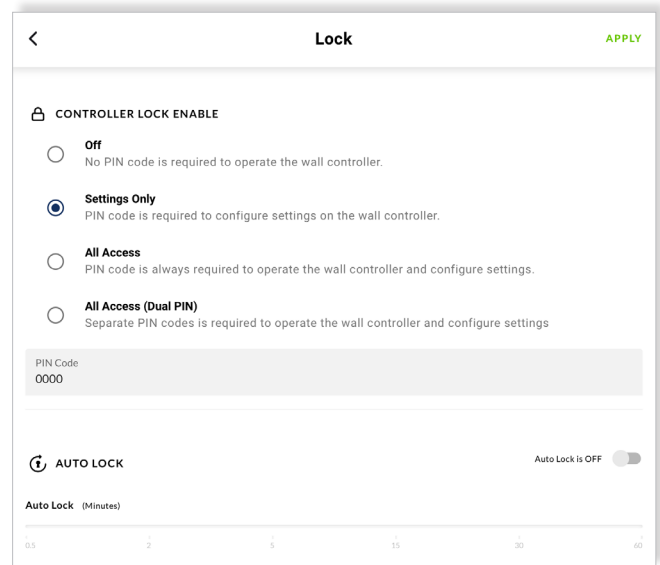 Lock
APPLY
CONTROLLER LOCK ENABLE
Off
No PIN code is required to operate the wall controller.
Settings Only
PIN code is required to configure settings on the wall controller.
All Access
PIN code is always required to operate the wall controller and configure settings.
All Access (Dual PIN)
Separate PIN codes is required to operate the wall controller and configure settings
PIN Code
0000
AUTO LOCK
Auto Lock is OFF
Auto Lock (Minutes)
0.5 2 5 15 30 60